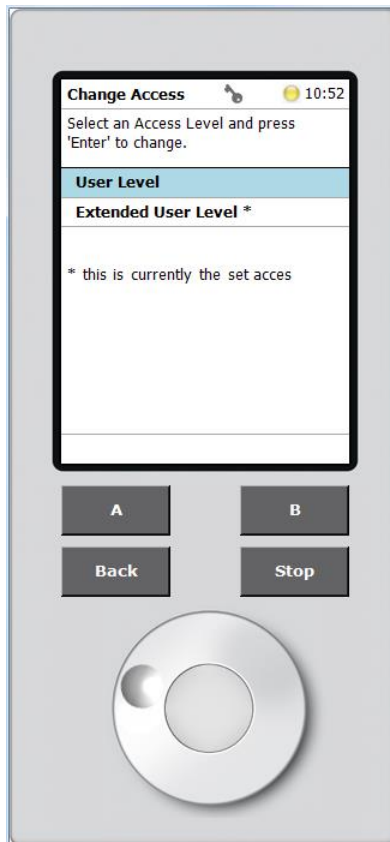 Change Access 10:52
Select an Access Level and press
'Enter' to change.
User Level
Extended User Level *
* this is currently the set acces
A B
Back Stop